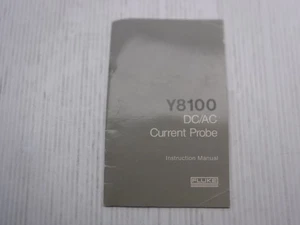 Y8100
DC/AC
Current Probe
Instruction Manual
FLUKE